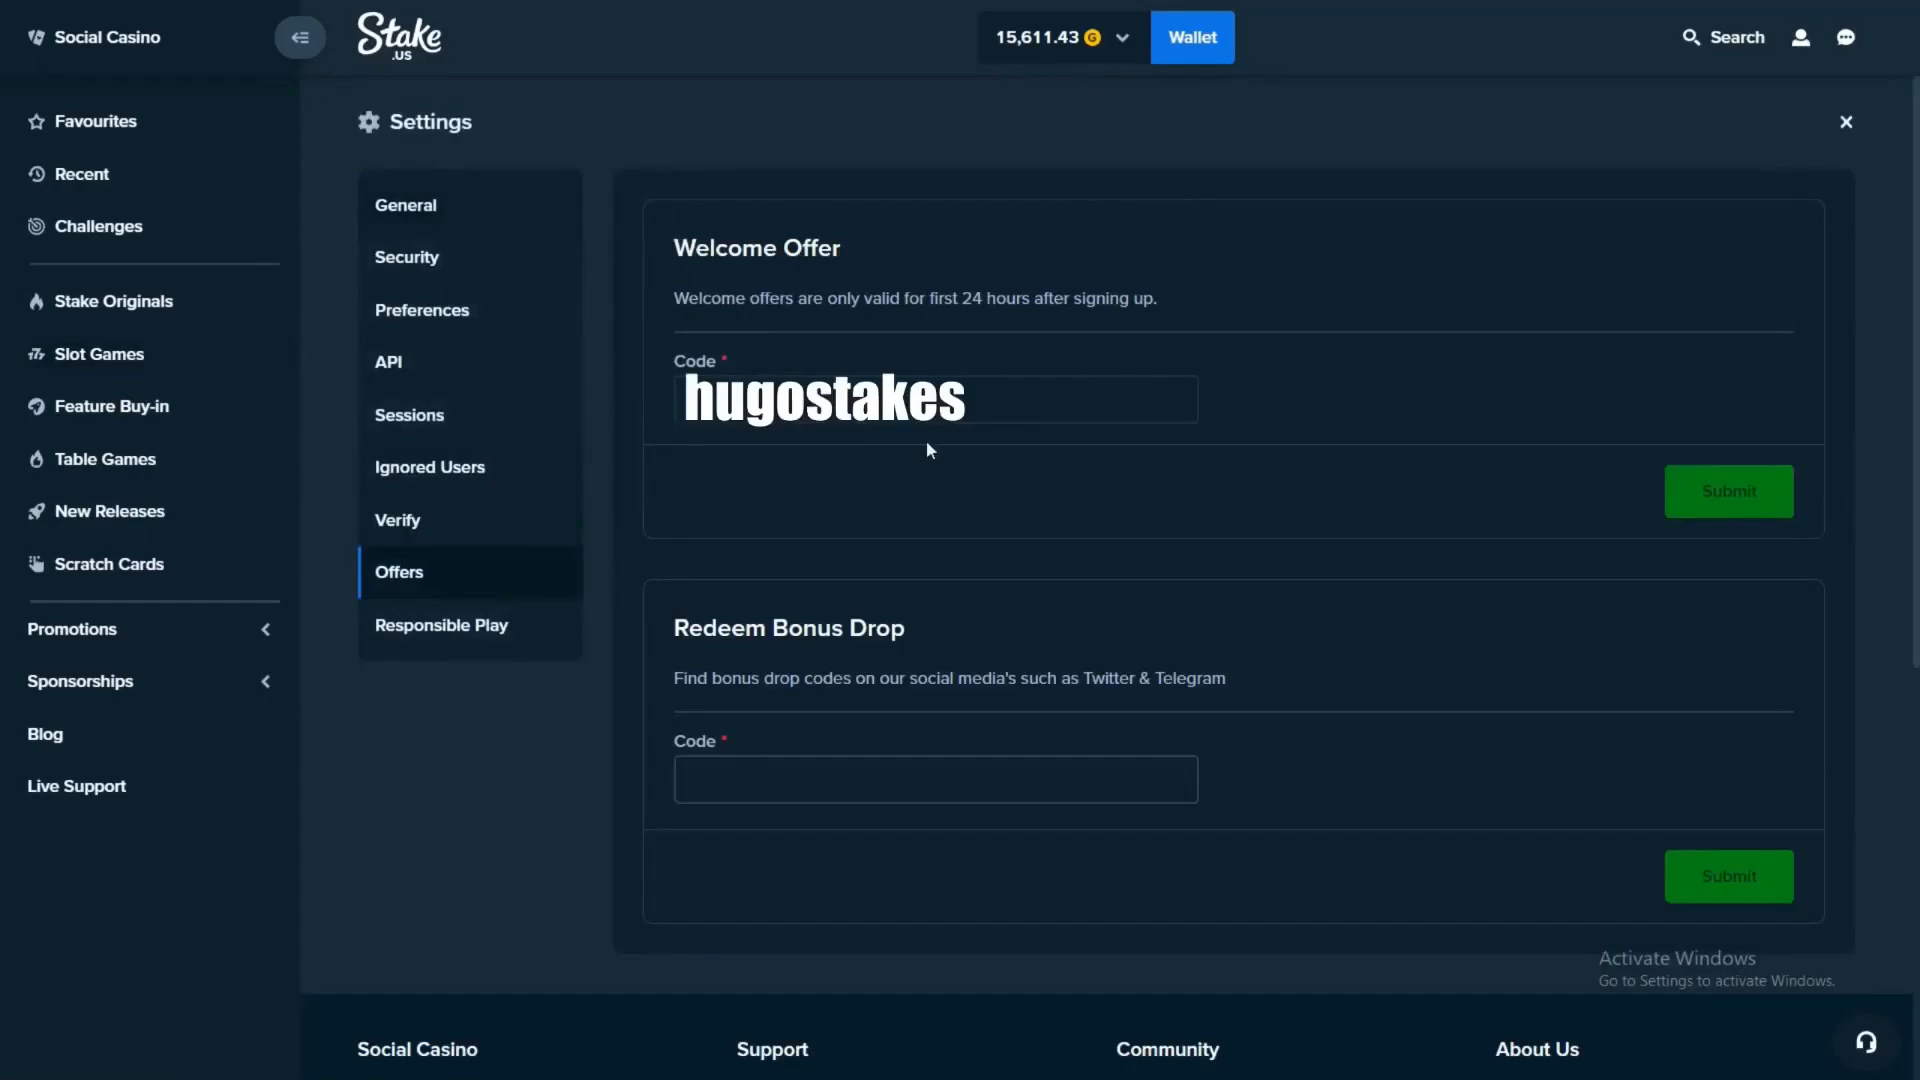 Social Casino
Stake
.US
15,611.43
Wallet
Search
Favourites
Recent
Challenges
Stake Originals
Slot Games
Feature Buy-in
Table Games
New Releases
Scratch Cards
Promotions
Sponsorships
Blog
Live Support
Settings
General
Security
Preferences
API
Sessions
Ignored Users
Verify
Offers
Responsible Play
Welcome Offer
Welcome offers are only valid for first 24 hours after signing up.
Code *
hugostakes
Submit
Redeem Bonus Drop
Find bonus drop codes on our social media's such as Twitter & Telegram
Code *
Submit
Activate Windows
Go to Settings to activate Windows.
Social Casino
Support
Community
About Us